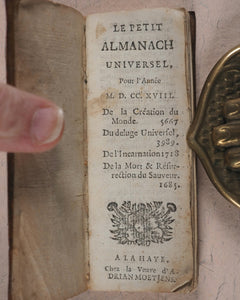 LE PETIT
ALMANACH
UNIVERSEL,
Pour l'Année
M. D. CC. XVIII.
De la Création du
Monde. 5667
Du deluge Universel,
3989.
De l'Incarnation 1718
De la Mort & Résur-
rection du Sauveur.
1685.
A LA HAYE.
Chez la Veuve d'A-
DRIAN MOETJENS.